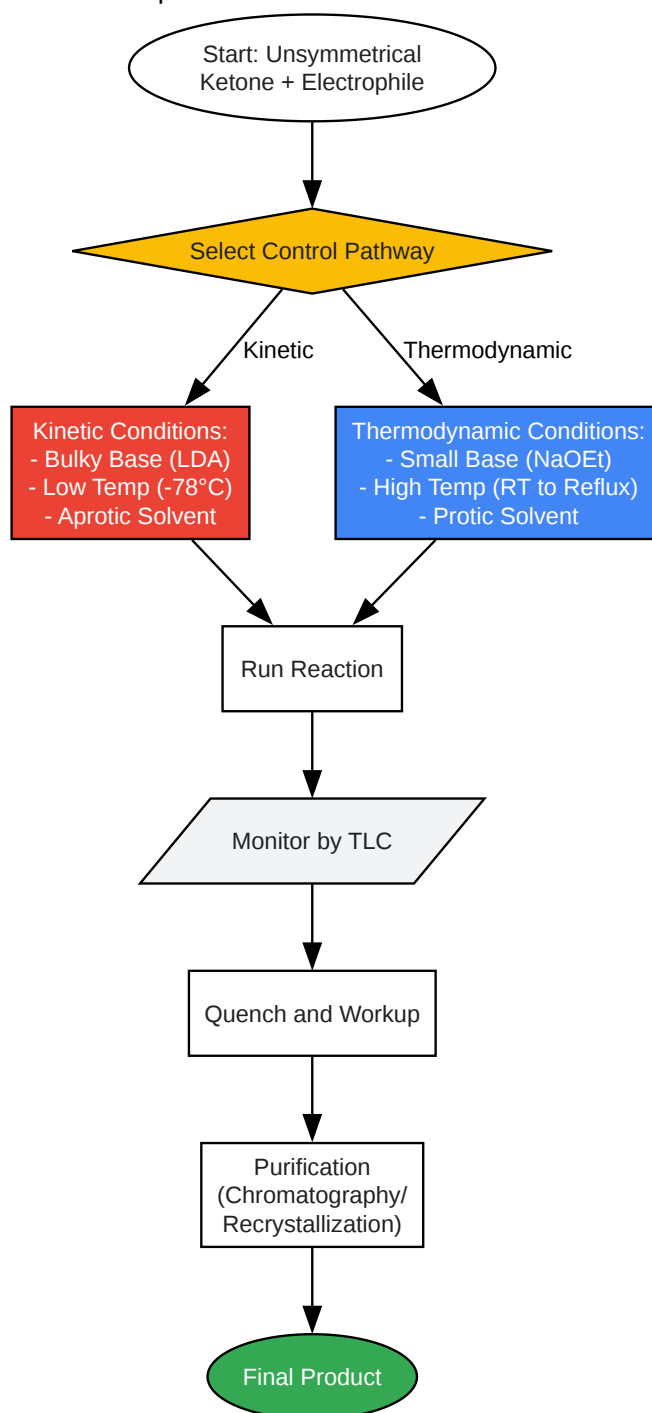 Start: Unsymmetrical
Ketone + Electrophile
Select Control Pathway
Kinetic
Thermodynamic
Kinetic Conditions:
- Bulky Base (LDA)
- Low Temp (-78°C)
- Aprotic Solvent
Thermodynamic Conditions:
- Small Base (NaOEt)
- High Temp (RT to Reflux)
- Protic Solvent
Run Reaction
Monitor by TLC
Quench and Workup
Purification
(Chromatography/
Recrystallization)
Final Product